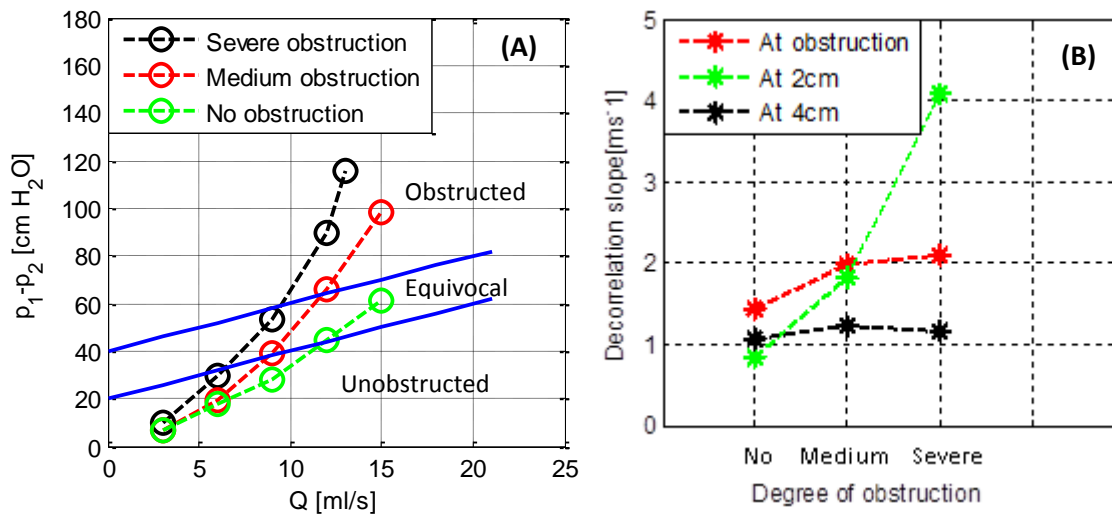 180
160
140
120
100
80
60
40
20
0
p1-p2 [cm H2O]
Severe obstruction
Medium obstruction
No obstruction
(A)
Obstructed
Equivocal
Unobstructed
0 5 10 15 20 25
Q [ml/s]
5
4
3
2
1
0
Decorrelation slope[ms-1]
At obstruction
At 2cm
At 4cm
(B)
No Medium Severe
Degree of obstruction